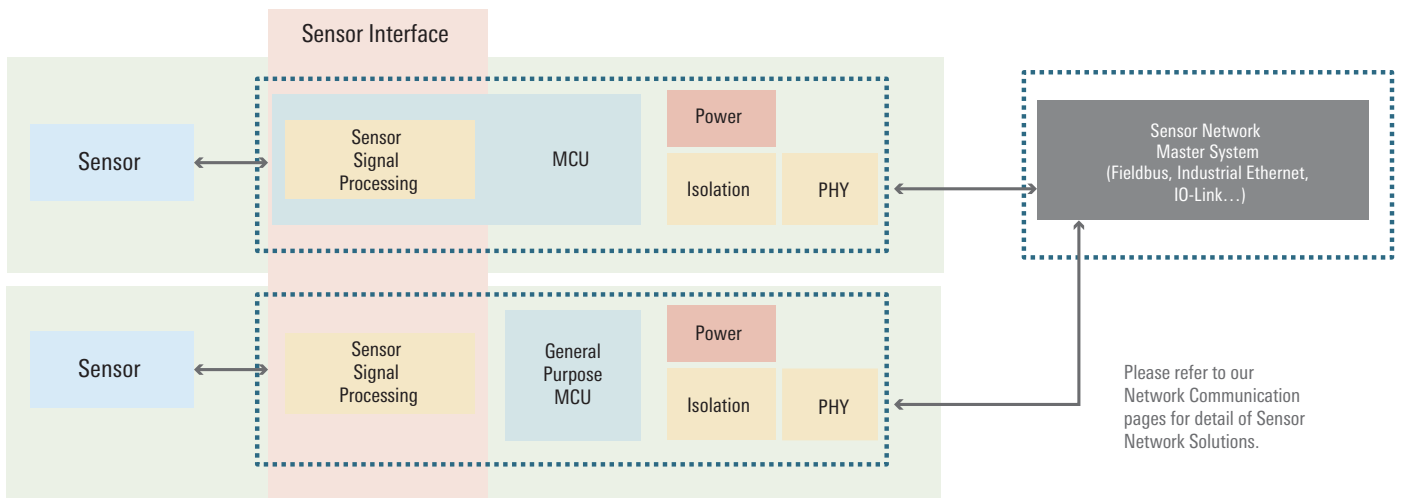 Sensor Interface
Sensor
Sensor
Signal
Processing
MCU
Power
Isolation
PHY
Sensor Network
Master System
(Fieldbus, Industrial Ethernet,
IO-Link…)
Sensor
Sensor
Signal
Processing
General
Purpose
MCU
Power
Isolation
PHY
Please refer to our
Network Communication
pages for detail of Sensor
Network Solutions.